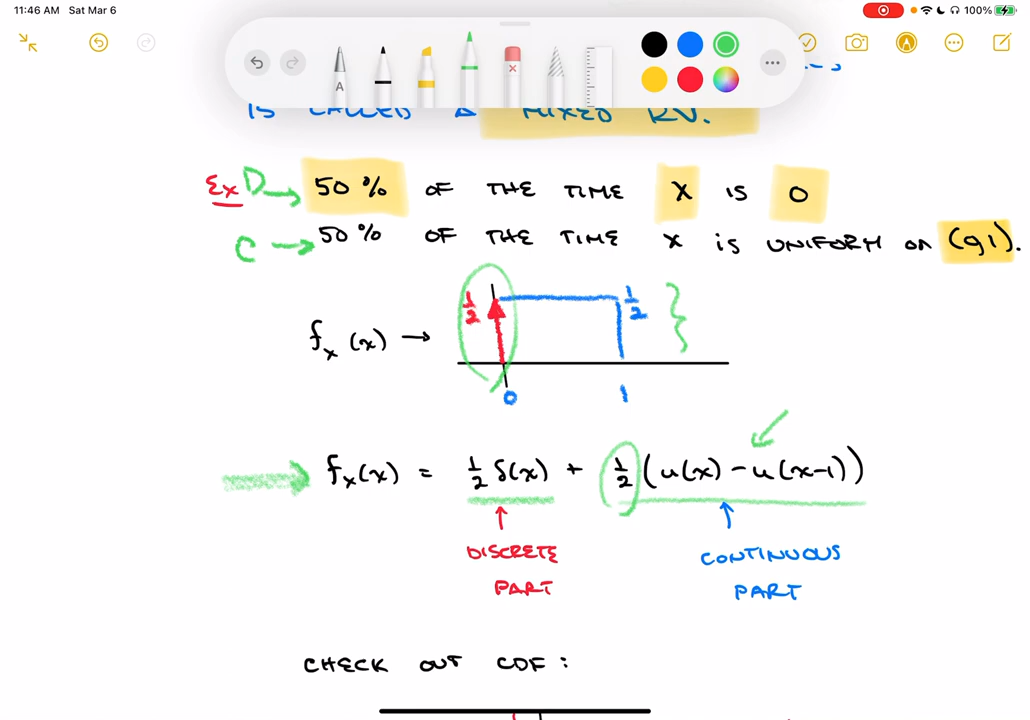 11:46 AM Sat Mar 6 100%
A
IS CALLED A MIXED RV.
Ex D → 50% OF THE TIME X IS 0
C → 50% OF THE TIME X is UNIFORM ON (0,1).
1/2 1/2
fx(x) →
0 1
fx(x) = 1/2 δ(x) + 1/2 (u(x) - u(x-1))
DISCRETE PART
CONTINUOUS PART
CHECK OUT CDF: